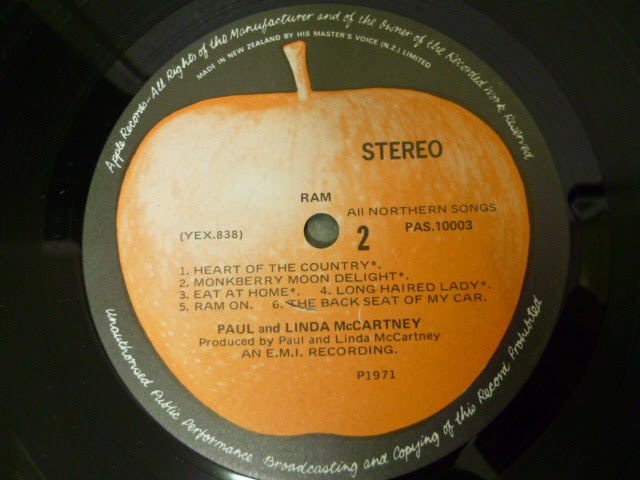 Apple Records-All Rights of the Manufacturer and of the Owner of the Recorded Work Reserved
MADE IN NEW ZEALAND BY HIS MASTER'S VOICE (N.Z.) LIMITED
STEREO
RAM
All NORTHERN SONGS
(YEX.838)
2
PAS.10003
1. HEART OF THE COUNTRY*.
2. MONKBERRY MOON DELIGHT*.
3. EAT AT HOME*. 4. LONG HAIRED LADY*.
5. RAM ON. 6. THE BACK SEAT OF MY CAR.
PAUL and LINDA McCARTNEY
Produced by Paul and Linda McCartney
AN E.M.I. RECORDING.
P1971
Unauthorised Public Performance Broadcasting and Copying of this Record Prohibited